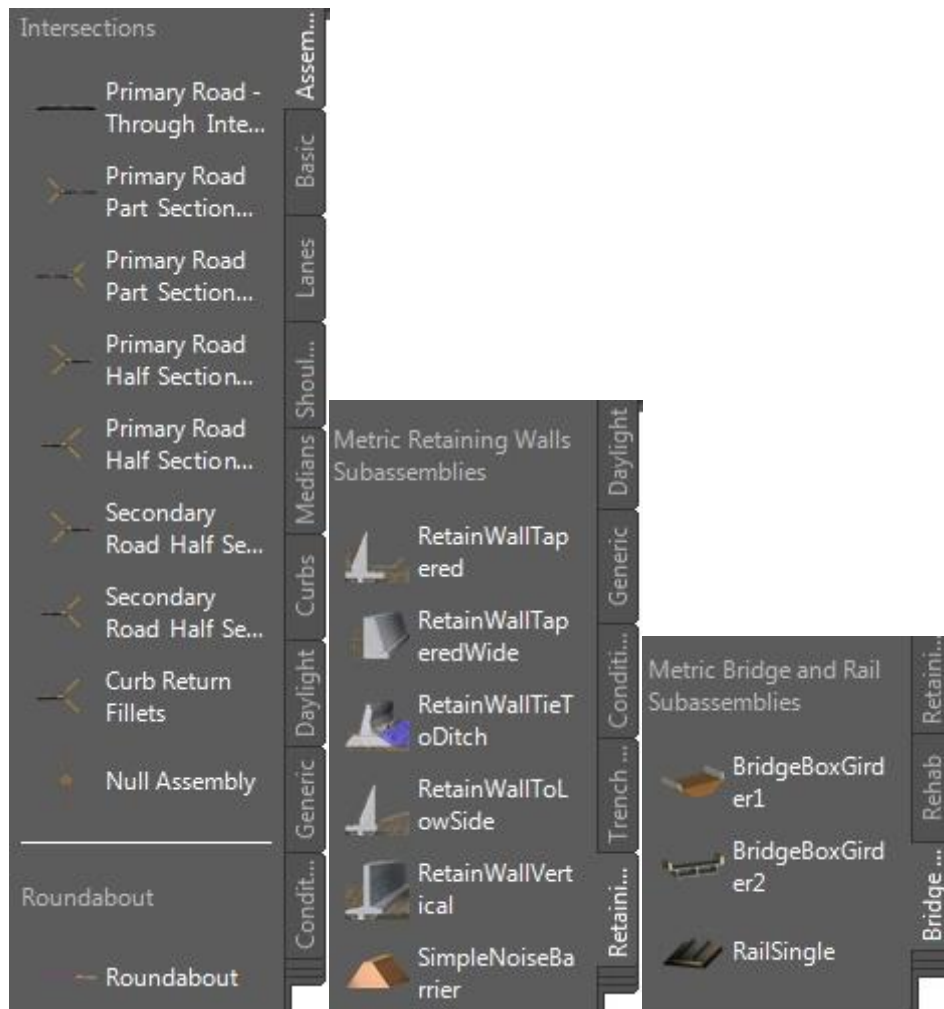 Intersections
Primary Road -
Through Inte...
Primary Road
Part Section...
Primary Road
Part Section...
Primary Road
Half Section...
Primary Road
Half Section...
Secondary
Road Half Se...
Secondary
Road Half Se...
Curb Return
Fillets
Null Assembly
Roundabout
Roundabout
Assem...
Basic
Lanes
Shoul...
Medians
Curbs
Daylight
Generic
Condit...
Metric Retaining Walls
Subassemblies
RetainWallTap
ered
RetainWallTap
eredWide
RetainWallTieT
oDitch
RetainWallToL
owSide
RetainWallVert
ical
SimpleNoiseBa
rrier
Daylight
Generic
Conditi...
Trench ...
Retaini...
Metric Bridge and Rail
Subassemblies
BridgeBoxGird
er1
BridgeBoxGird
er2
RailSingle
Retaini...
Rehab
Bridge ...